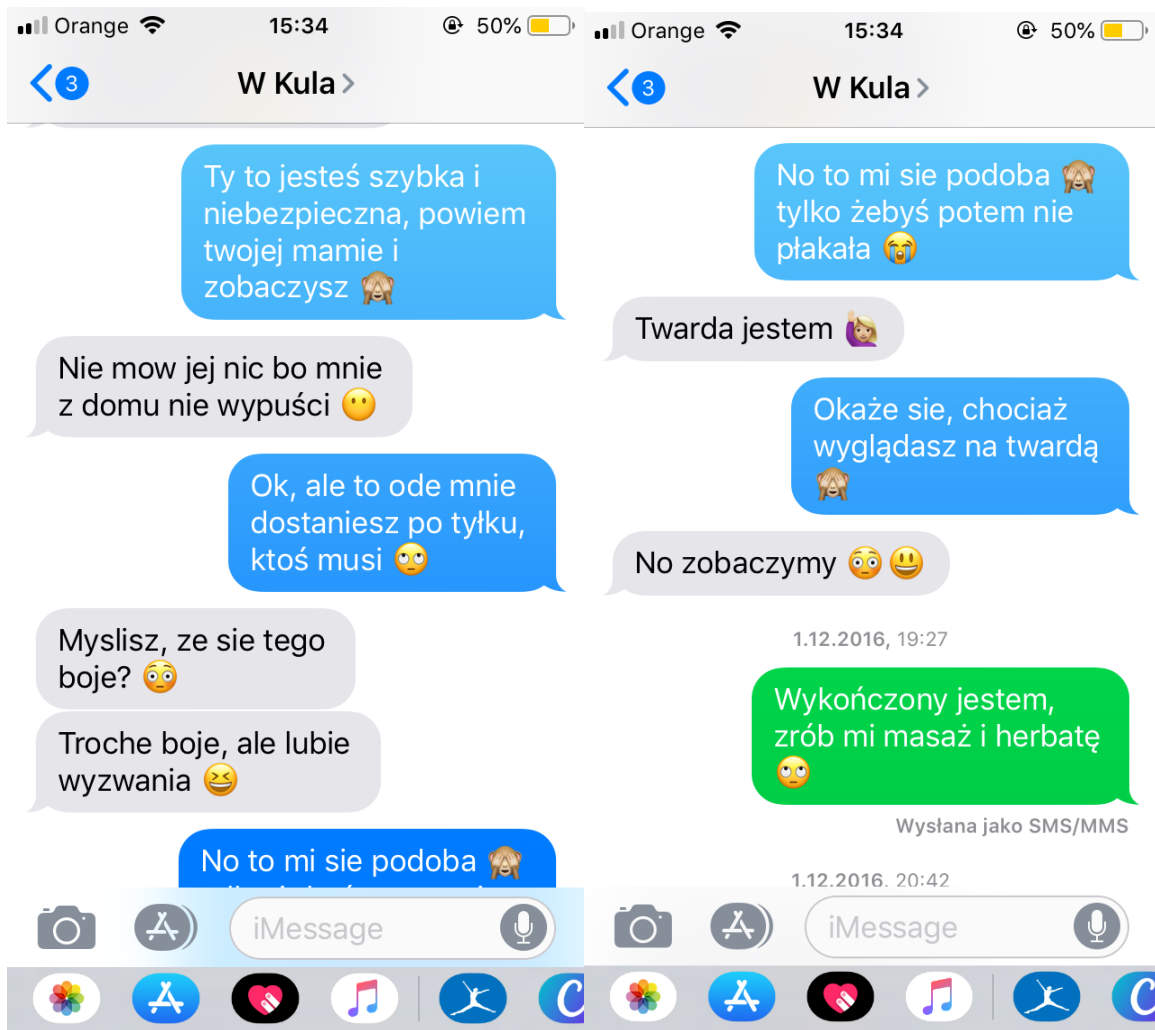 Orange 15:34 50%
3 W Kula
Ty to jesteś szybka i
niebezpieczna, powiem
twojej mamie i
zobaczysz 🙈
Nie mow jej nic bo mnie
z domu nie wypuści 😶
Ok, ale to ode mnie
dostaniesz po tyłku,
ktoś musi 🙄
Myslisz, ze sie tego
boje? 😳
Troche boje, ale lubie
wyzwania 😆
No to mi sie podoba 🙈
iMessage
Orange 15:34 50%
3 W Kula
No to mi sie podoba 🙈
tylko żebyś potem nie
płakała 😭
Twarda jestem 🙋🏼
Okaże sie, chociaż
wyglądasz na twardą
🙈
No zobaczymy 😳😃
1.12.2016, 19:27
Wykończony jestem,
zrób mi masaż i herbatę
🙄
Wysłana jako SMS/MMS
1.12.2016, 20:42
iMessage